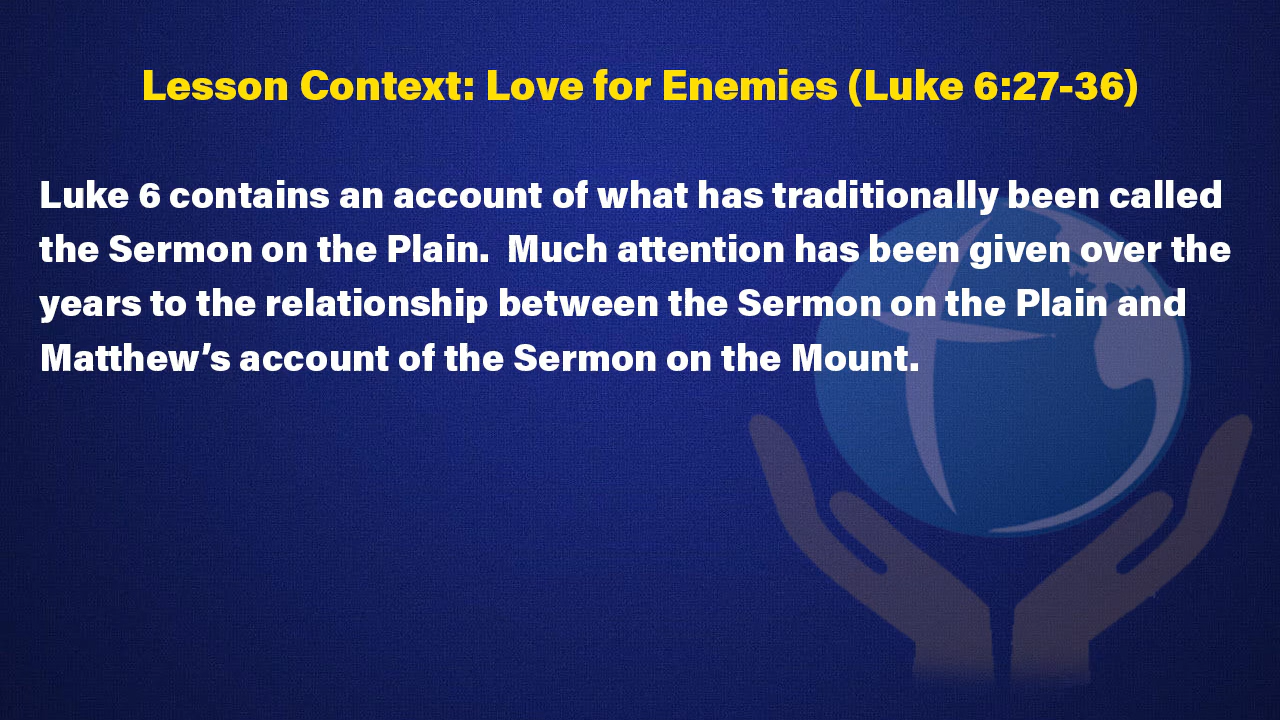 Lesson Context: Love for Enemies (Luke 6:27-36)
Luke 6 contains an account of what has traditionally been called
the Sermon on the Plain.  Much attention has been given over the
years to the relationship between the Sermon on the Plain and
Matthew’s account of the Sermon on the Mount.